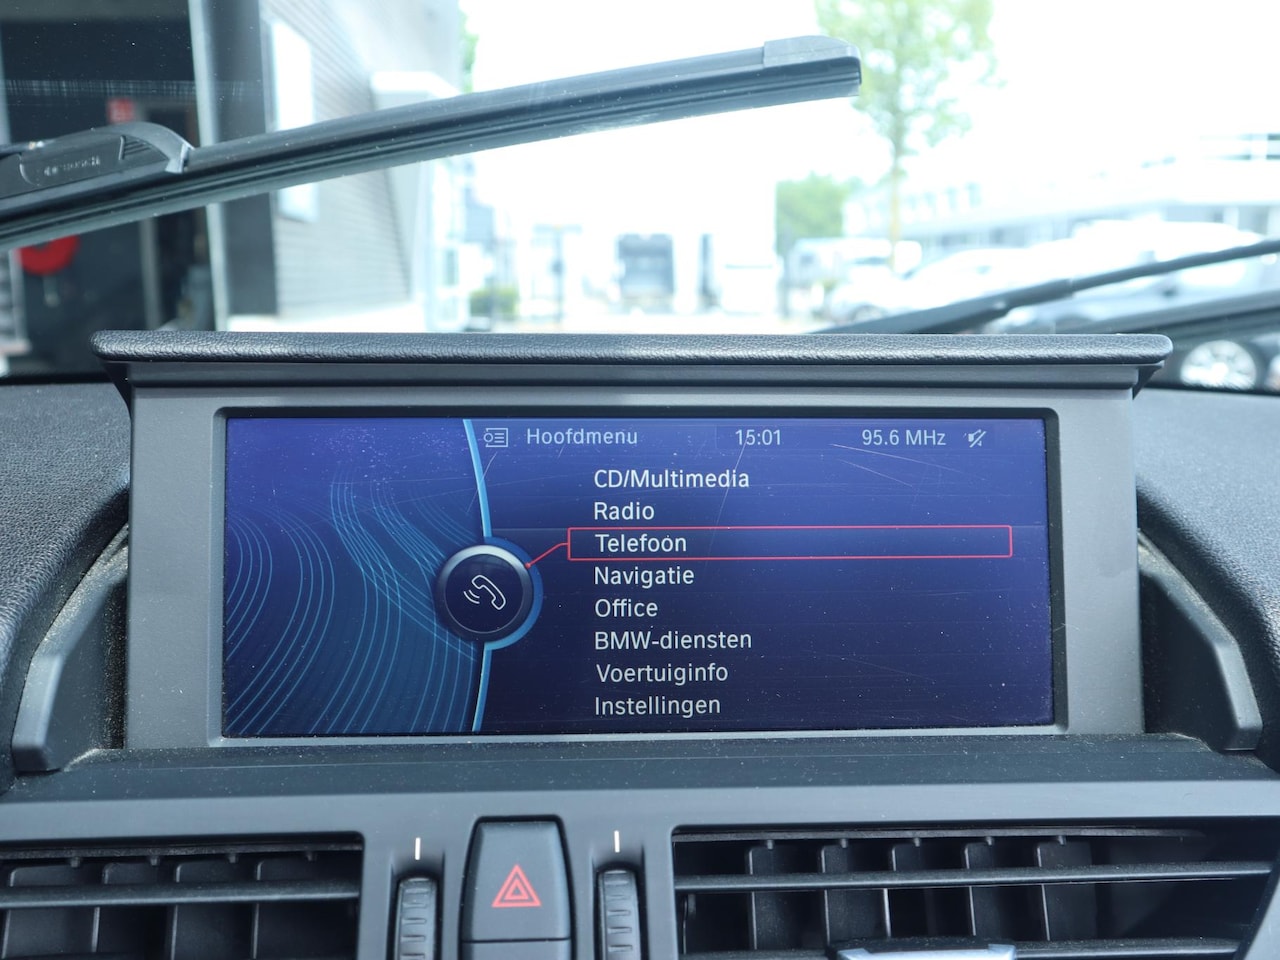 Hoofdmenu 15:01 95.6 MHz
CD/Multimedia
Radio
Telefoon
Navigatie
Office
BMW-diensten
Voertuiginfo
Instellingen